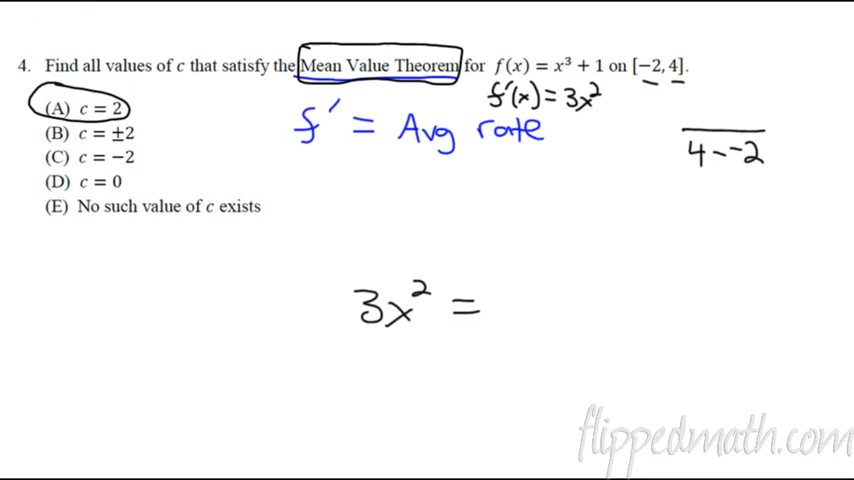 4. Find all values of c that satisfy the Mean Value Theorem for f(x) = x³ + 1 on [−2, 4].
f'(x) = 3x²
(A) c = 2
f' = Avg rate
(B) c = ±2
4 − −2
(C) c = −2
(D) c = 0
(E) No such value of c exists
3x² =
flippedmath.com